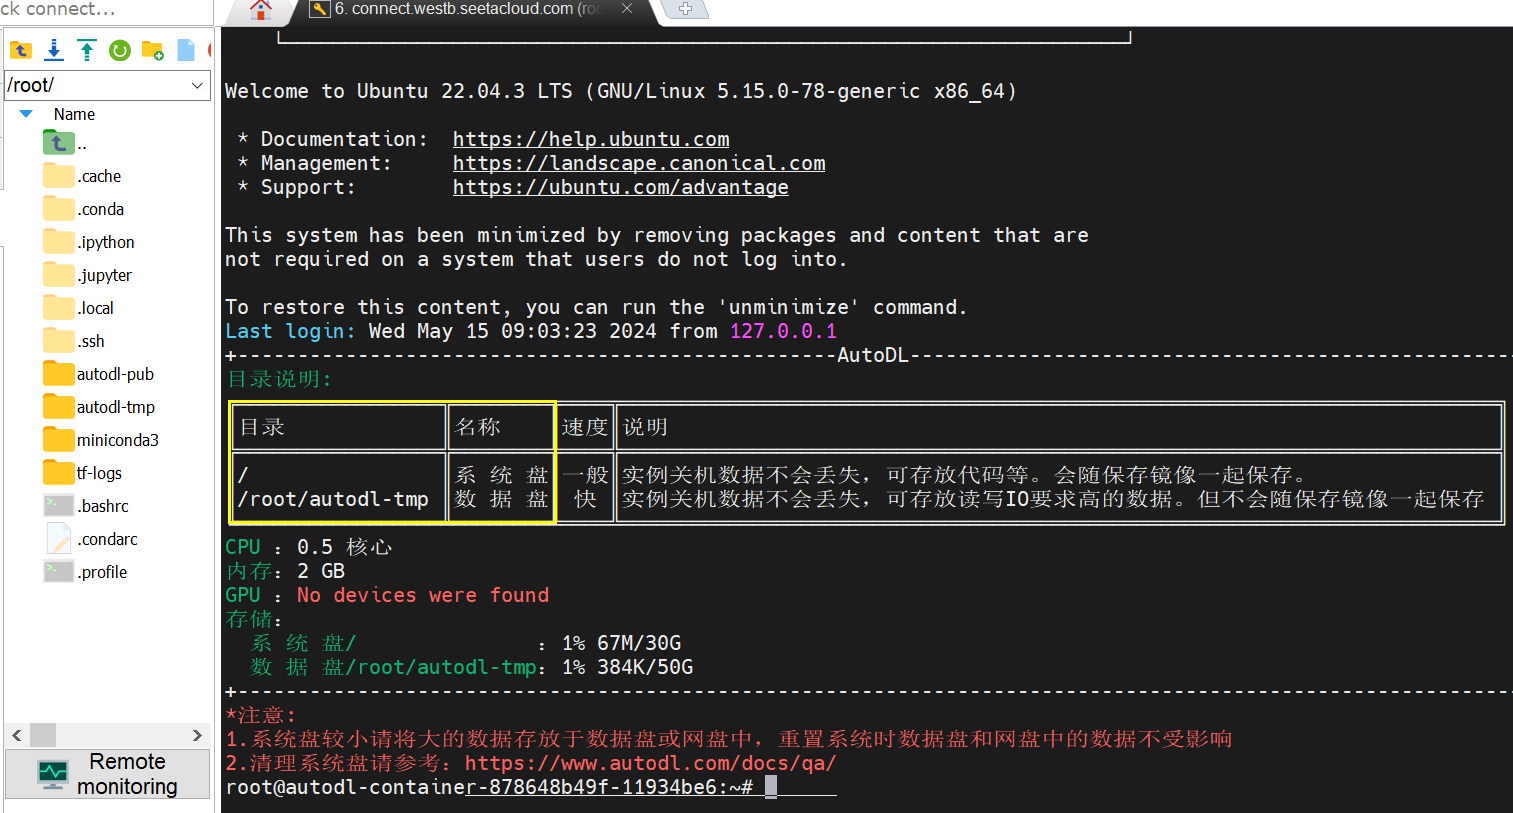 ck connect...
6. connect.westb.seetacloud.com (roo
/root/
Name
..
.cache
.conda
.ipython
.jupyter
.local
.ssh
autodl-pub
autodl-tmp
miniconda3
tf-logs
.bashrc
.condarc
.profile
Remote
monitoring
Welcome to Ubuntu 22.04.3 LTS (GNU/Linux 5.15.0-78-generic x86_64)
* Documentation: https://help.ubuntu.com
* Management: https://landscape.canonical.com
* Support: https://ubuntu.com/advantage
This system has been minimized by removing packages and content that are
not required on a system that users do not log into.
To restore this content, you can run the 'unminimize' command.
Last login: Wed May 15 09:03:23 2024 from 127.0.0.1
+--------------------------------------------------AutoDL--------------------------------------------------
目录说明:
目录 名称 速度 说明
/ 系 统 盘 一般 实例关机数据不会丢失，可存放代码等。会随保存镜像一起保存。
/root/autodl-tmp 数 据 盘 快 实例关机数据不会丢失，可存放读写IO要求高的数据。但不会随保存镜像一起保存
CPU ：0.5 核心
内存：2 GB
GPU ：No devices were found
存储：
系 统 盘/ ：1% 67M/30G
数 据 盘/root/autodl-tmp：1% 384K/50G
+----------------------------------------------------------------------------------------------------------
*注意:
1.系统盘较小请将大的数据存放于数据盘或网盘中，重置系统时数据盘和网盘中的数据不受影响
2.清理系统盘请参考：https://www.autodl.com/docs/qa/
root@autodl-container-878648b49f-11934be6:~#